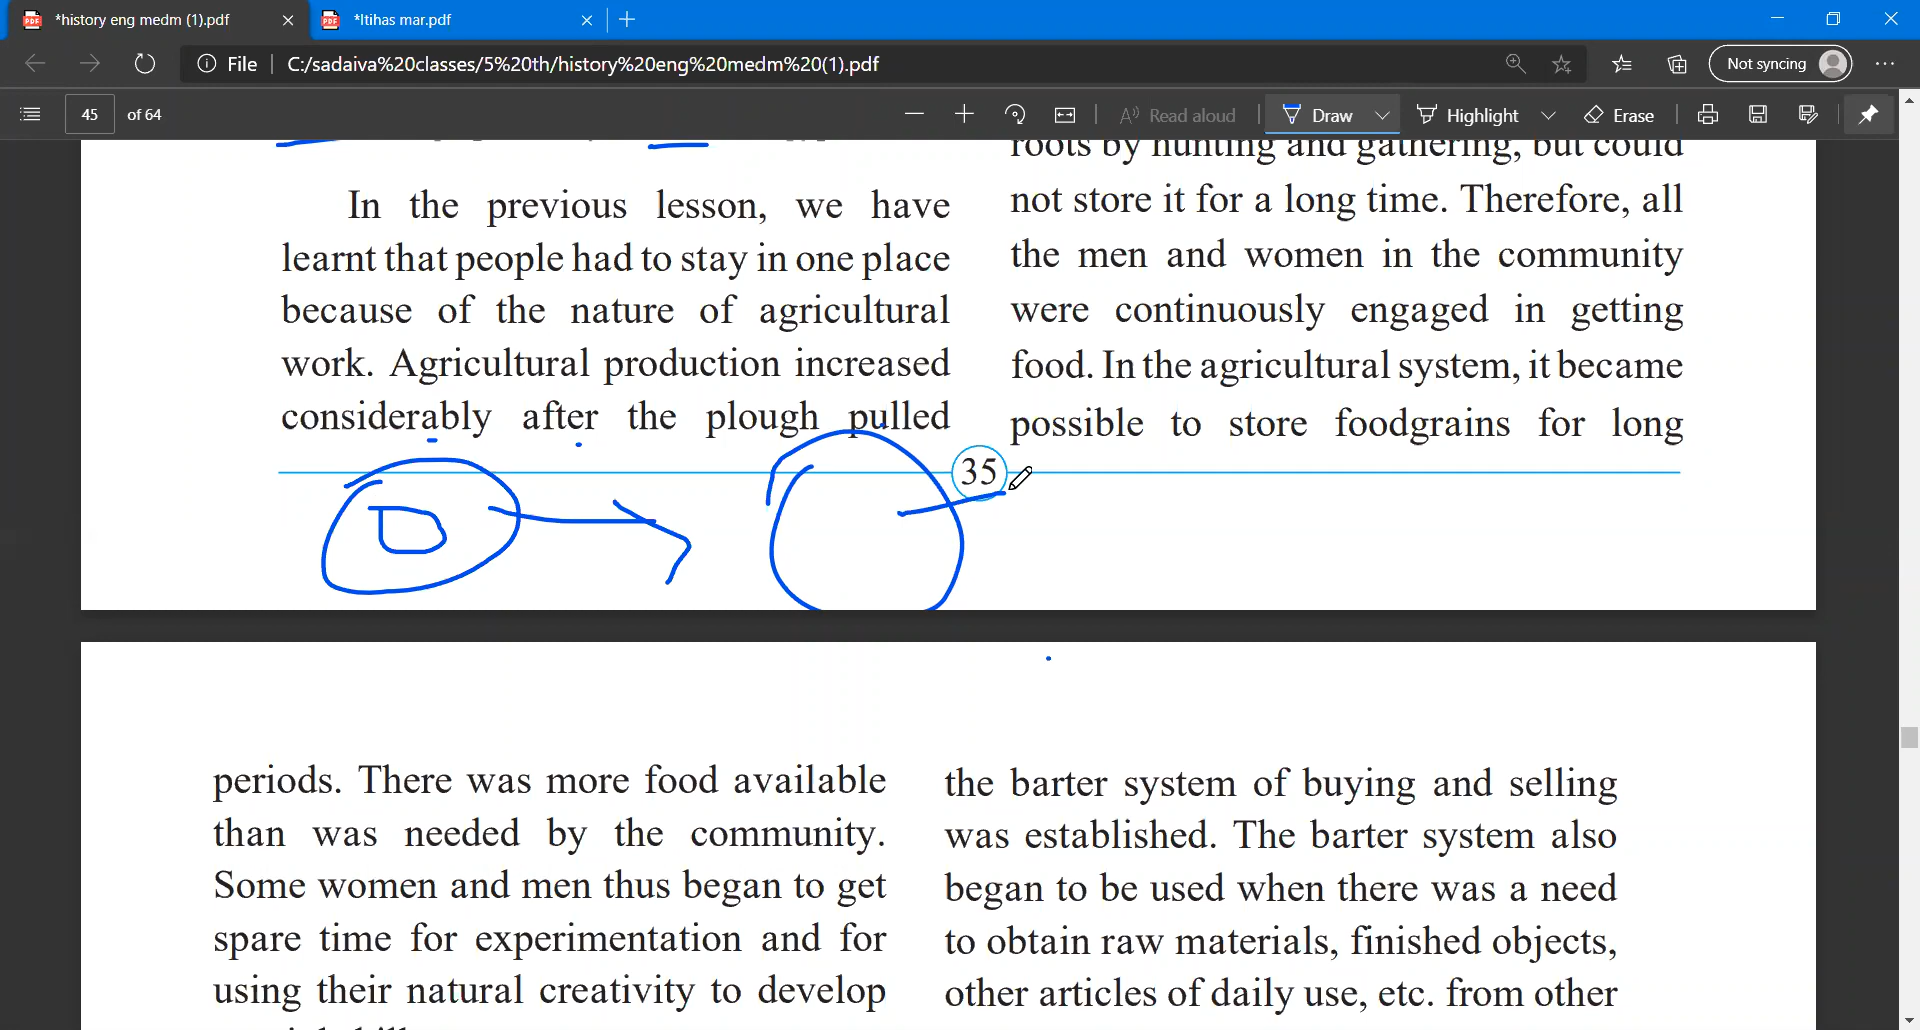 *history eng medm (1).pdf
*Itihas mar.pdf
File
C:/sadaiva%20classes/5%20th/history%20eng%20medm%20(1).pdf
Not syncing
45
of 64
Read aloud
Draw
Highlight
Erase
In the previous lesson, we have
learnt that people had to stay in one place
because of the nature of agricultural
work. Agricultural production increased
considerably after the plough pulled
roots by hunting and gathering, but could
not store it for a long time. Therefore, all
the men and women in the community
were continuously engaged in getting
food. In the agricultural system, it became
possible to store foodgrains for long
35
D
periods. There was more food available
than was needed by the community.
Some women and men thus began to get
spare time for experimentation and for
using their natural creativity to develop
the barter system of buying and selling
was established. The barter system also
began to be used when there was a need
to obtain raw materials, finished objects,
other articles of daily use, etc. from other